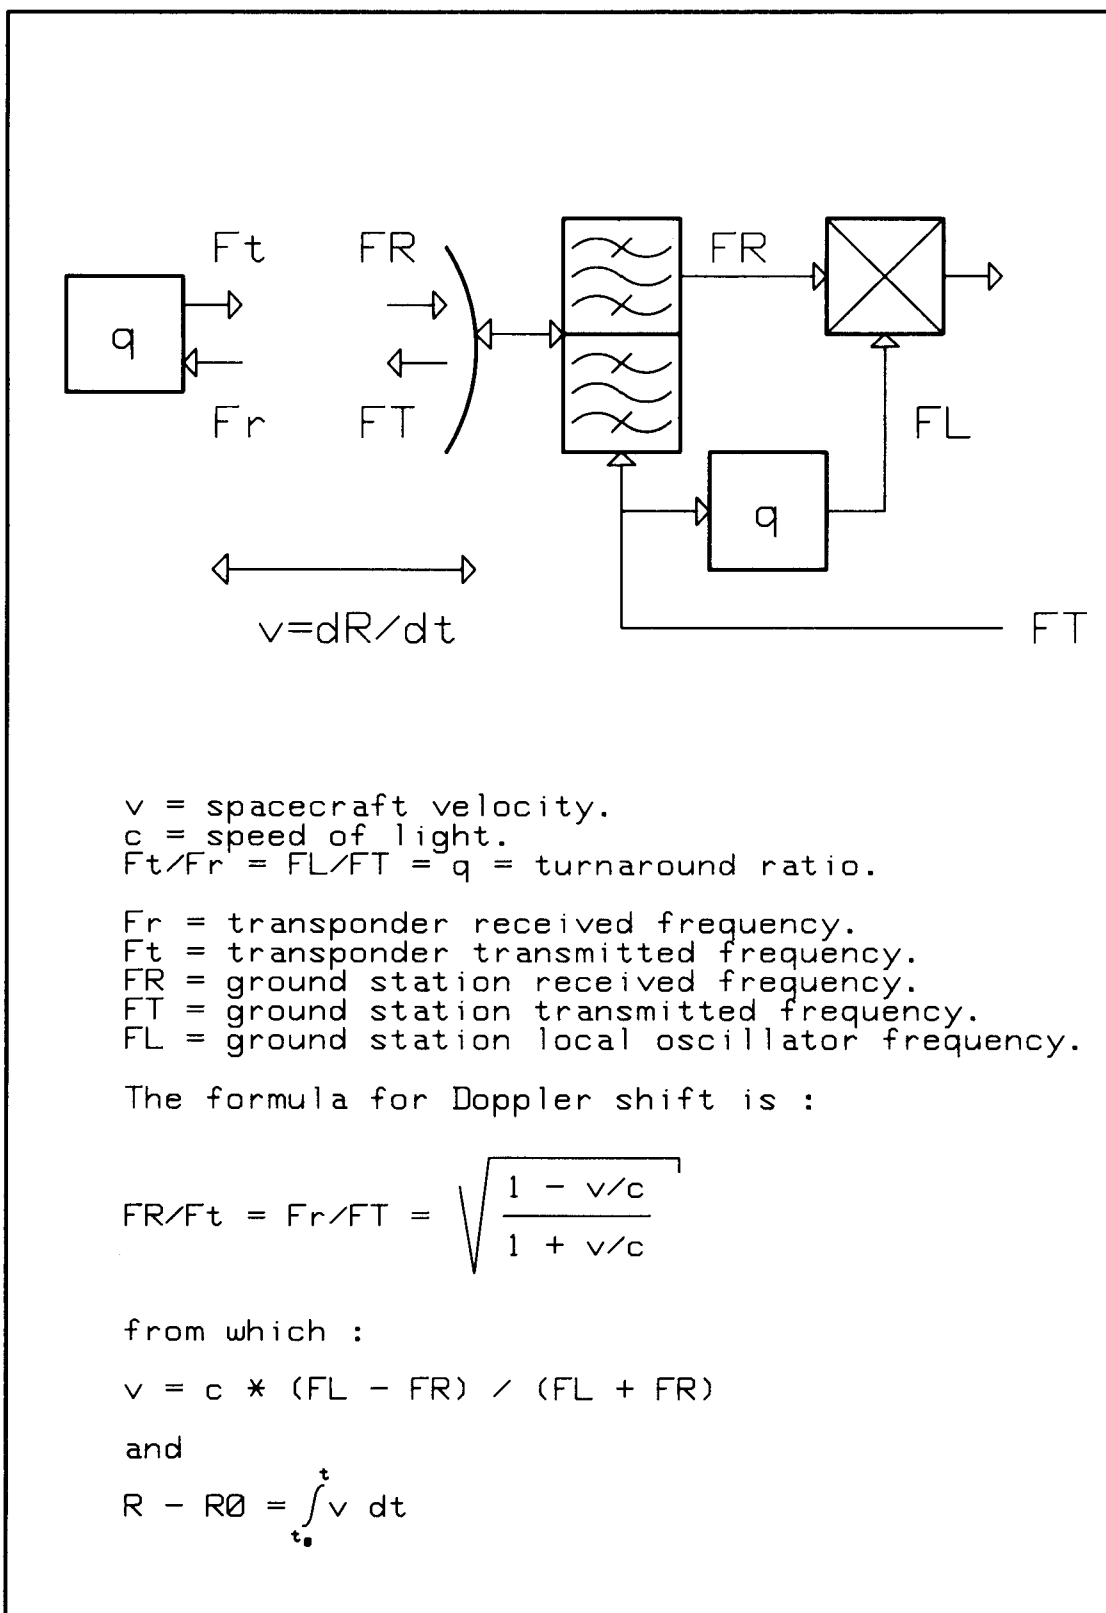 Ft FR FR
q
Fr FT FL
q
v=dR/dt
FT
v = spacecraft velocity.
c = speed of light.
Ft/Fr = FL/FT = q = turnaround ratio.
Fr = transponder received frequency.
Ft = transponder transmitted frequency.
FR = ground station received frequency.
FT = ground station transmitted frequency.
FL = ground station local oscillator frequency.
The formula for Doppler shift is :
FR/Ft = Fr/FT = √((1 - v/c)/(1 + v/c))
from which :
v = c * (FL - FR) / (FL + FR)
and
R - R0 = ∫ₜ₀ᵗ v dt